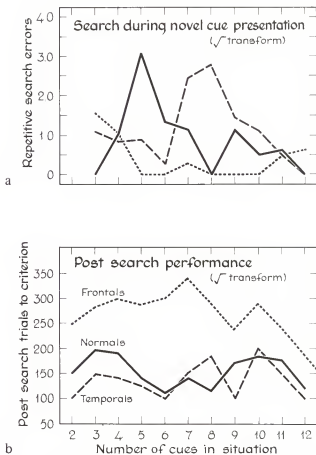 Search during novel cue presentation
(√ transform)
Repetitive search errors
4.0
3.0
2.0
1.0
0
a
Post search performance
(√ transform)
Post search trials to criterion
350
300
250
200
150
100
50
Frontals
Normals
Temporals
2 3 4 5 6 7 8 9 10 11 12
Number of cues in situation
b